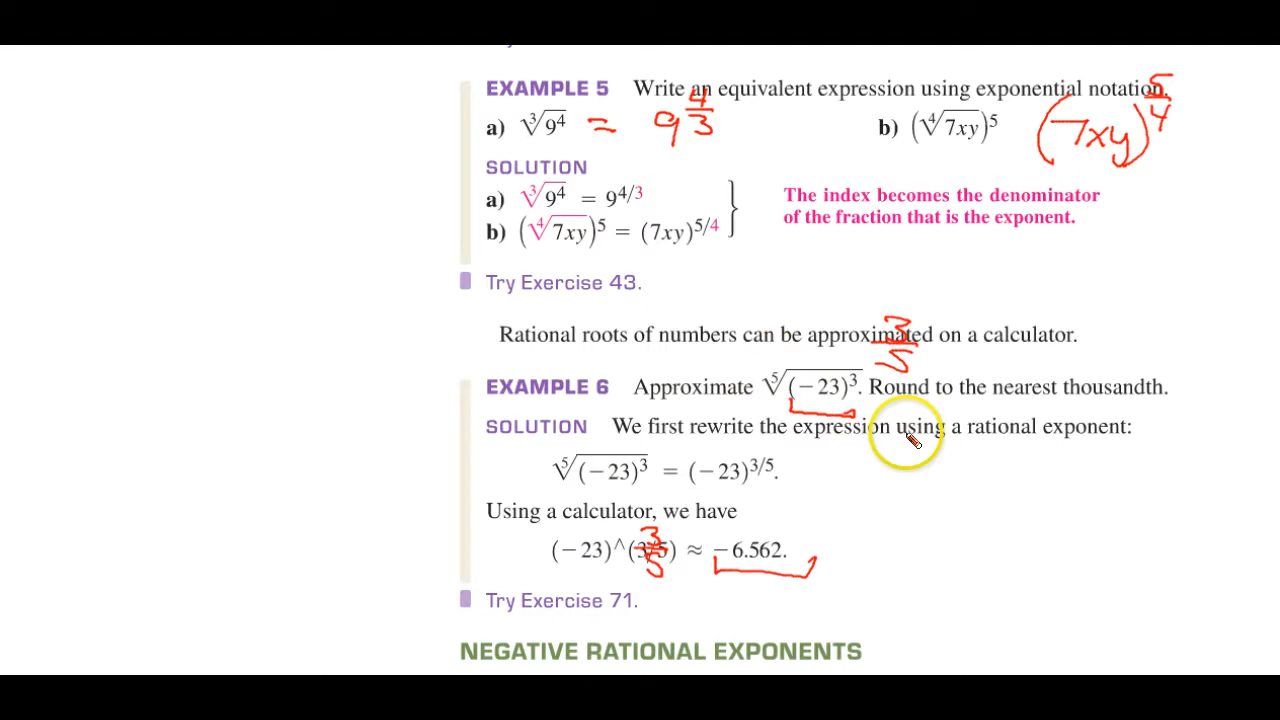 EXAMPLE 5 Write an equivalent expression using exponential notation.
a) ∛9⁴ = 9^(4/3) b) (∜7xy)⁵ (7xy)^(5/4)
SOLUTION
a) ∛9⁴ = 9^4/3
b) (∜7xy)⁵ = (7xy)^5/4
The index becomes the denominator
of the fraction that is the exponent.
Try Exercise 43.
Rational roots of numbers can be approximated on a calculator.
3/5
EXAMPLE 6 Approximate ⁵√(−23)³. Round to the nearest thousandth.
SOLUTION We first rewrite the expression using a rational exponent:
⁵√(−23)³ = (−23)^3/5.
Using a calculator, we have
(−23)^(3/5) ≈ −6.562.
3/5
Try Exercise 71.
NEGATIVE RATIONAL EXPONENTS